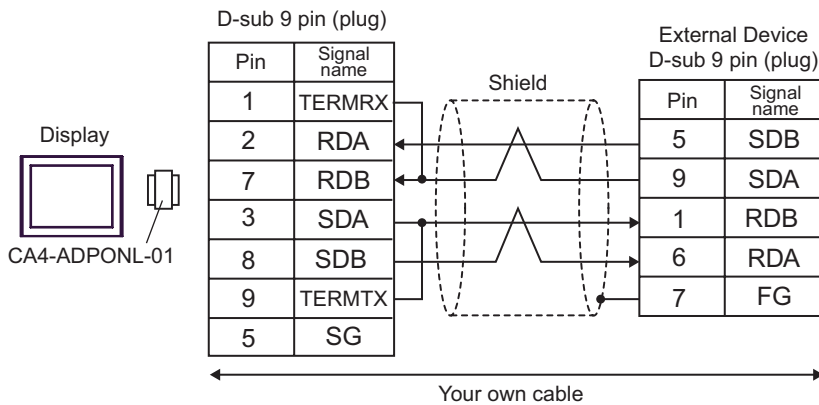 D-sub 9 pin (plug)
Pin Signal name
1 TERMRX
2 RDA
7 RDB
3 SDA
8 SDB
9 TERMTX
5 SG
Display
CA4-ADPONL-01
Shield
External Device
D-sub 9 pin (plug)
Pin Signal name
5 SDB
9 SDA
1 RDB
6 RDA
7 FG
Your own cable